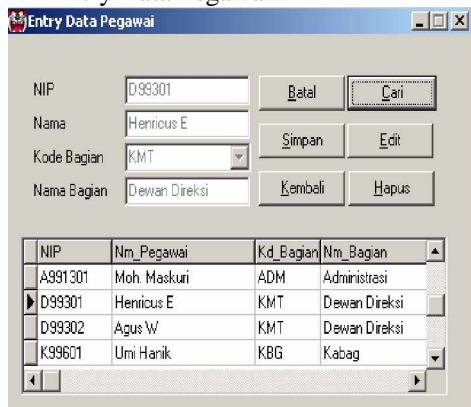 Entry Data Pegawai
NIP D99301 Batal Cari
Nama Henricus E
Simpan Edit
Kode Bagian KMT
Nama Bagian Dewan Direksi Kembali Hapus
NIP Nm_Pegawai Kd_Bagian Nm_Bagian
A991301 Moh. Maskuri ADM Administrasi
D99301 Henricus E KMT Dewan Direksi
D99302 Agus W KMT Dewan Direksi
K99601 Umi Hanik KBG Kabag